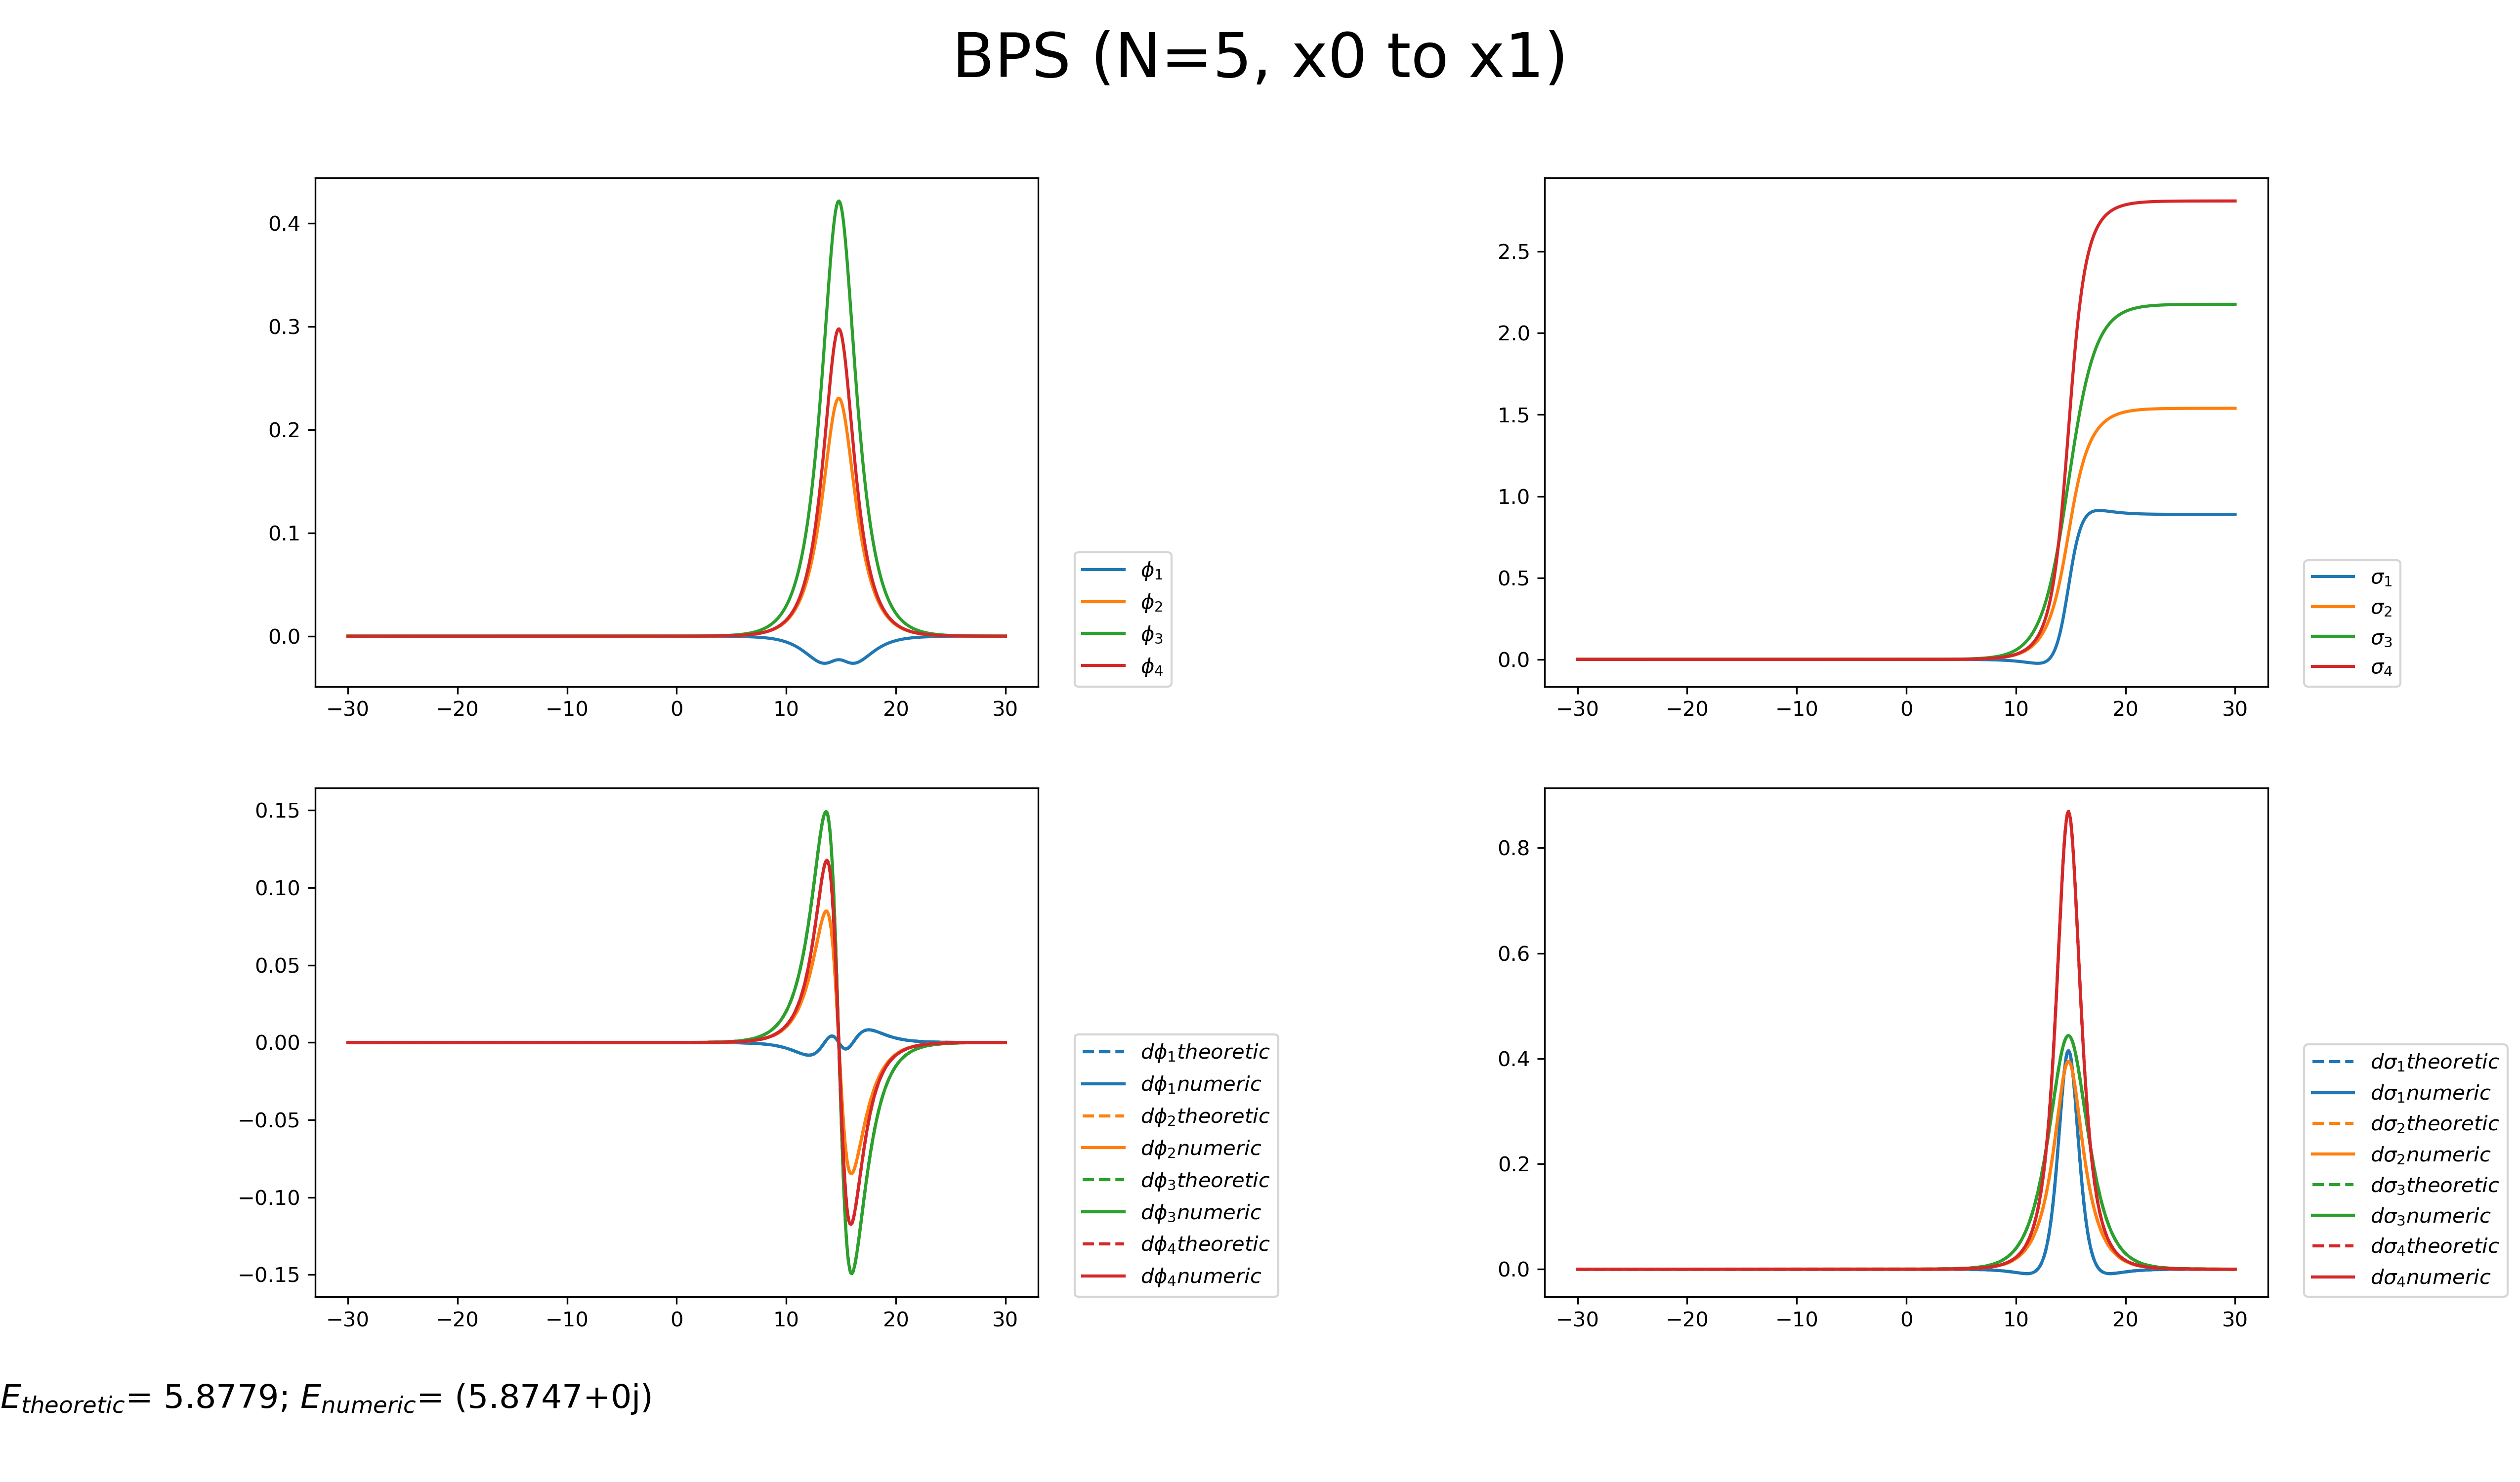 BPS (N=5, x0 to x1)
0.4
0.3
0.2
0.1
0.0
−30 −20 −10 0 10 20 30
ϕ1
ϕ2
ϕ3
ϕ4
2.5
2.0
1.5
1.0
0.5
0.0
−30 −20 −10 0 10 20 30
σ1
σ2
σ3
σ4
0.15
0.10
0.05
0.00
−0.05
−0.10
−0.15
−30 −20 −10 0 10 20 30
dϕ1theoretic
dϕ1numeric
dϕ2theoretic
dϕ2numeric
dϕ3theoretic
dϕ3numeric
dϕ4theoretic
dϕ4numeric
0.8
0.6
0.4
0.2
0.0
−30 −20 −10 0 10 20 30
dσ1theoretic
dσ1numeric
dσ2theoretic
dσ2numeric
dσ3theoretic
dσ3numeric
dσ4theoretic
dσ4numeric
Etheoretic= 5.8779; Enumeric= (5.8747+0j)